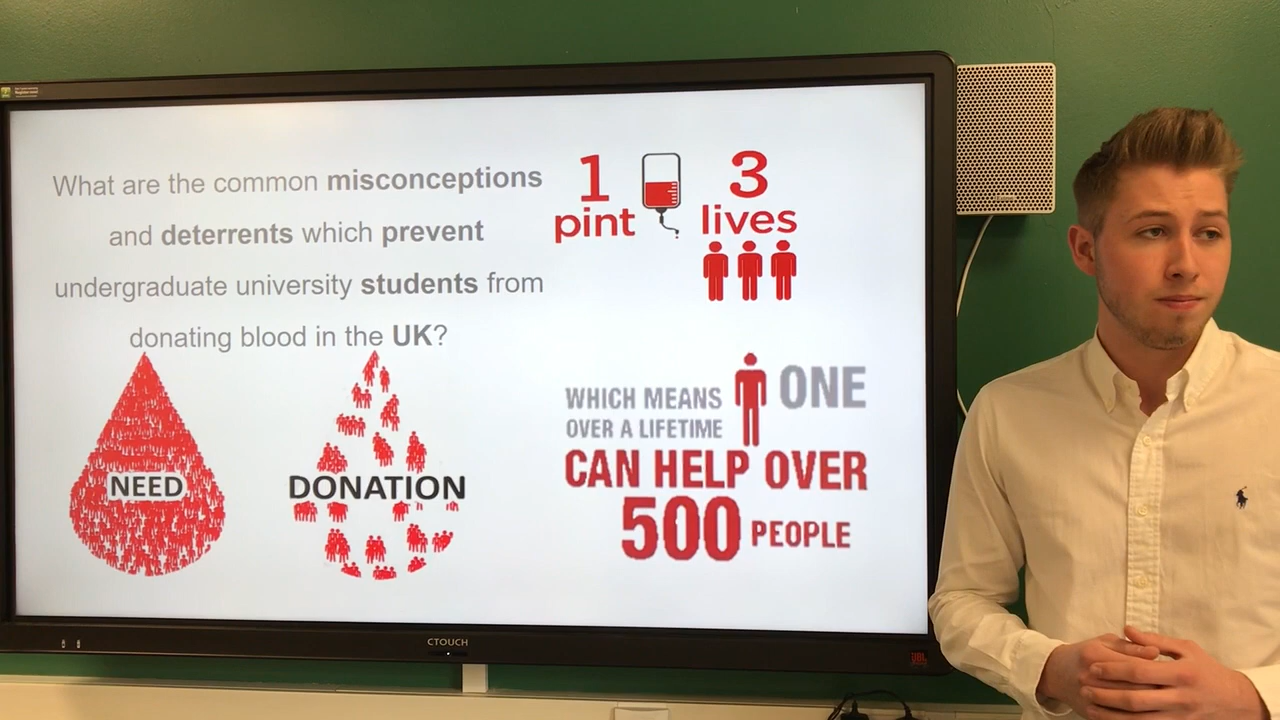 What are the common misconceptions
and deterrents which prevent
undergraduate university students from
donating blood in the UK?
1
pint
3
lives
NEED
DONATION
WHICH MEANS
OVER A LIFETIME
ONE
CAN HELP OVER
500 PEOPLE
CTOUCH
JBL